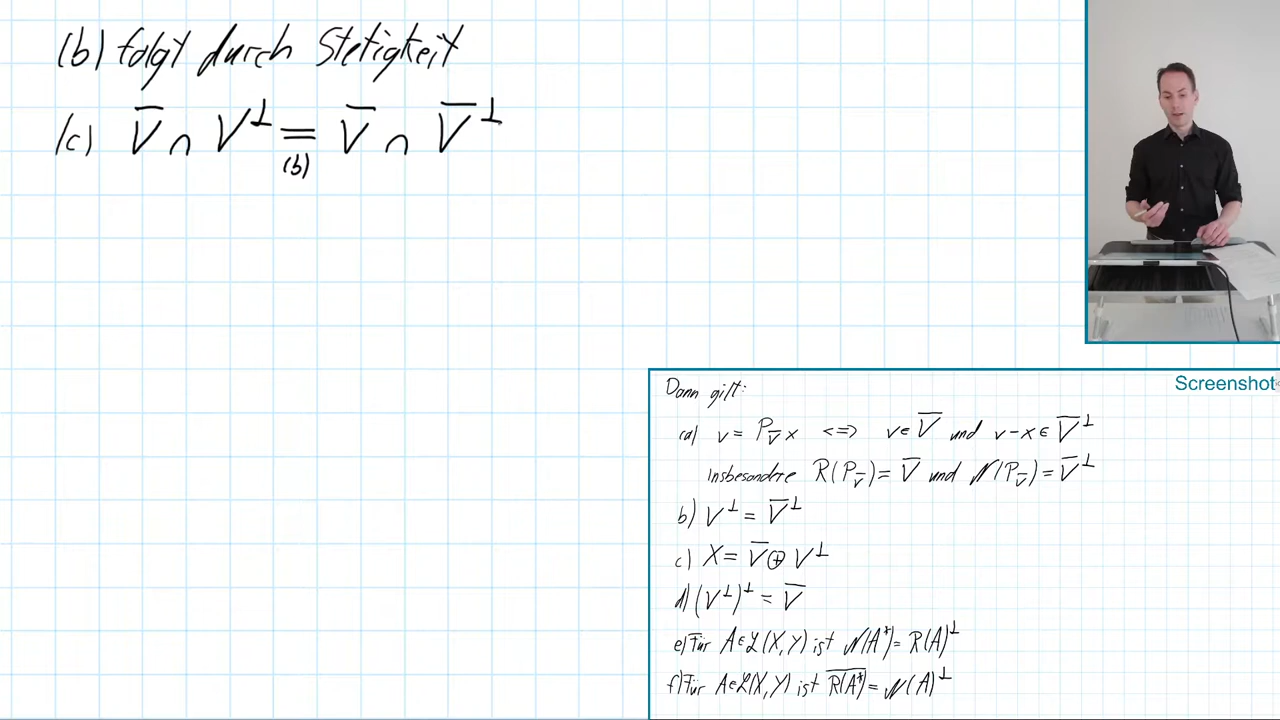 (b) folgt durch Stetigkeit
(c) V̅ ∩ V^⊥ = V̅ ∩ V̅^⊥
(b)
Screenshot
Dann gilt:
(a) v = P_V̅ x <=> v ∈ V̅ und v-x ∈ V̅^⊥
Insbesondere R(P_V̅) = V̅ und N(P_V̅) = V̅^⊥
b) V^⊥ = V̅^⊥
c) X = V̅ ⊕ V^⊥
d) (V^⊥)^⊥ = V̅
e) Für A ∈ L(X,Y) ist N(A*) = R(A)^⊥
f) Für A ∈ L(X,Y) ist R(A*)̅ = N(A)^⊥